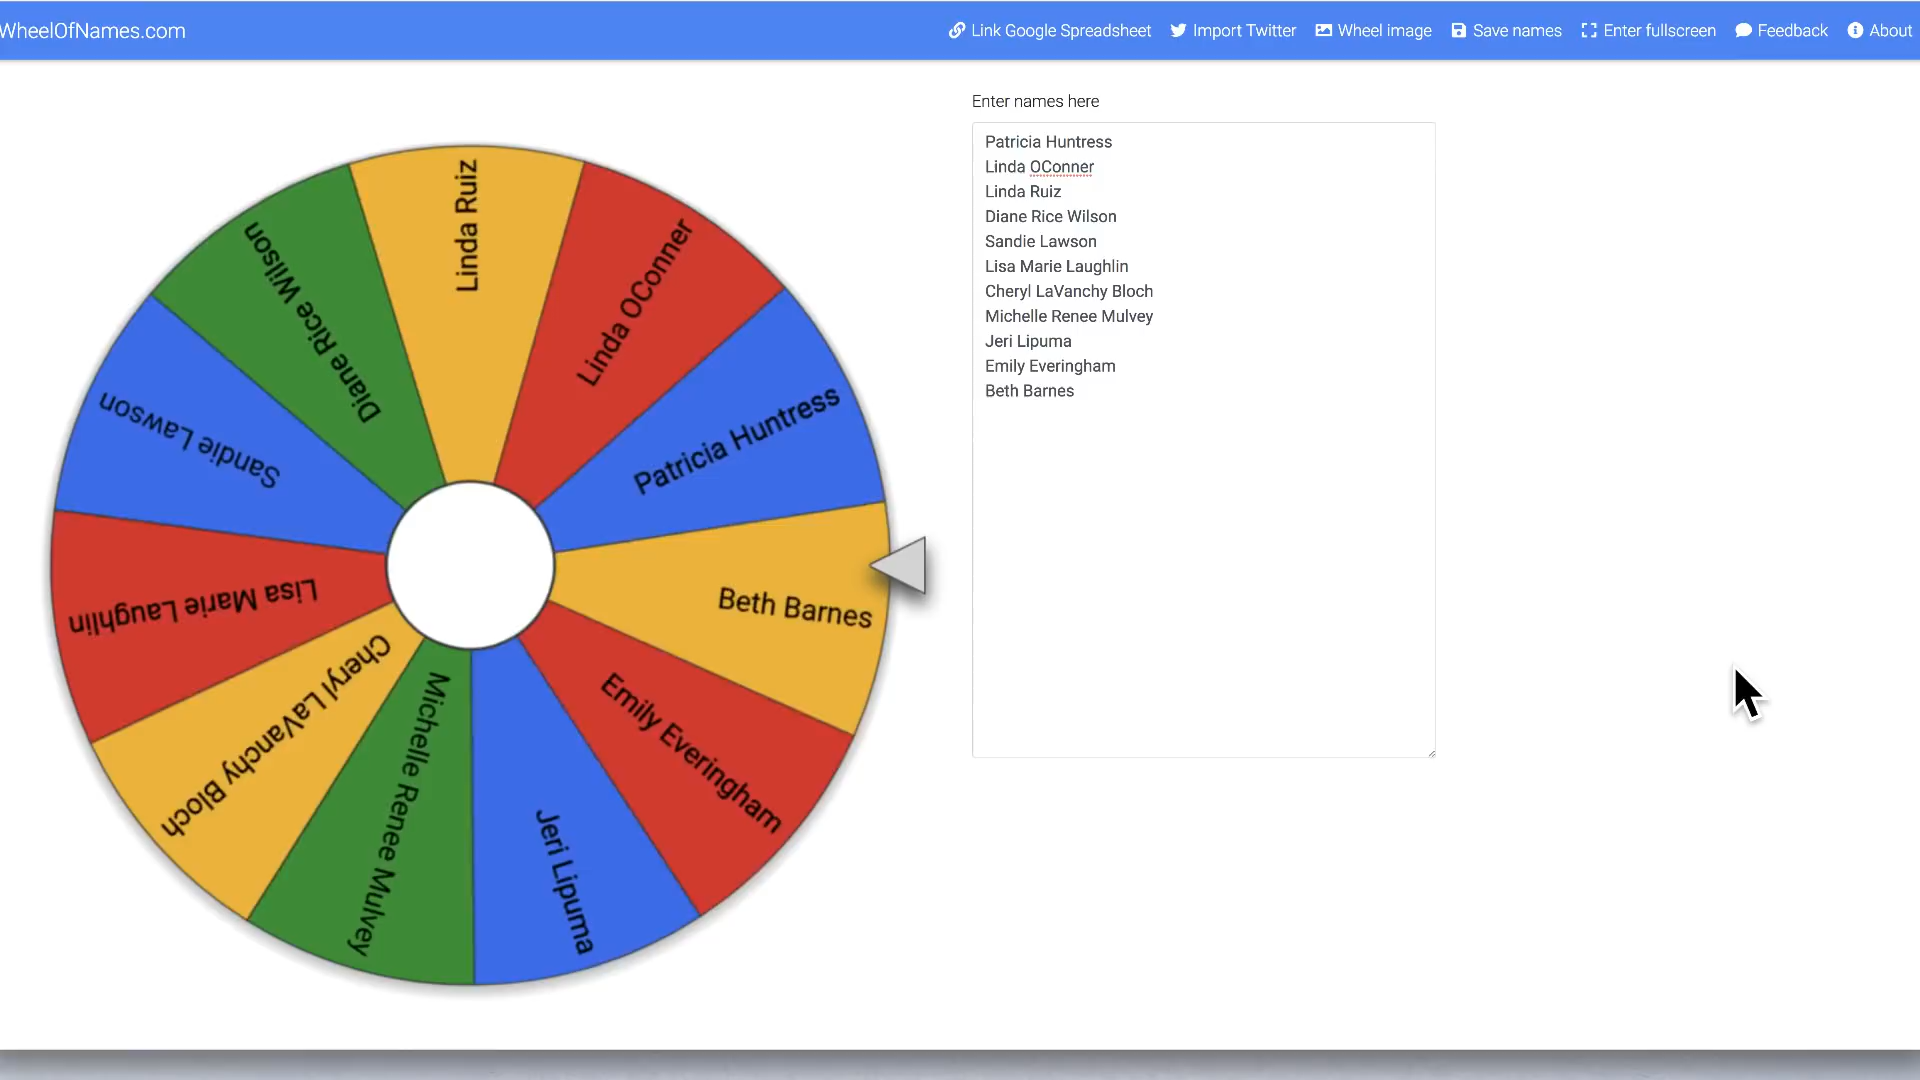 WheelOfNames.com
Link Google Spreadsheet
Import Twitter
Wheel image
Save names
Enter fullscreen
Feedback
About
Enter names here
Patricia Huntress
Linda OConner
Linda Ruiz
Diane Rice Wilson
Sandie Lawson
Lisa Marie Laughlin
Cheryl LaVanchy Bloch
Michelle Renee Mulvey
Jeri Lipuma
Emily Everingham
Beth Barnes
Linda Ruiz
Linda OConner
Patricia Huntress
Beth Barnes
Emily Everingham
Jeri Lipuma
Michelle Renee Mulvey
Cheryl LaVanchy Bloch
Lisa Marie Laughlin
Sandie Lawson
Diane Rice Wilson